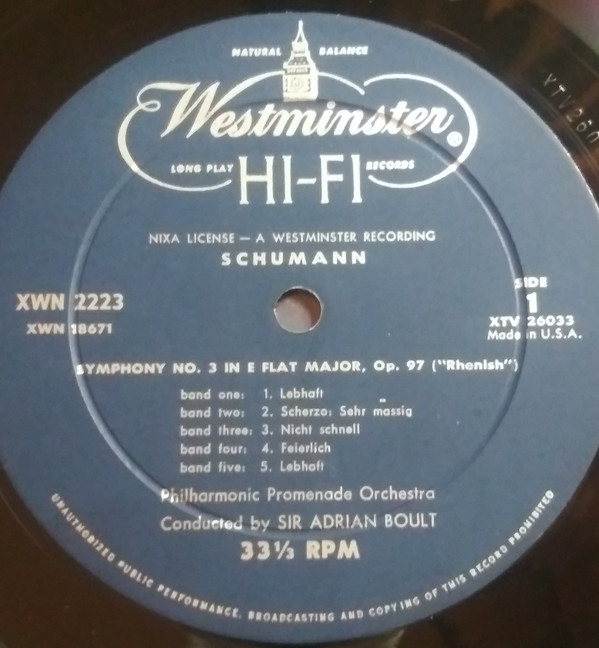 NATURAL BALANCE
Westminster®
LONG PLAY RECORDS
HI-FI
NIXA LICENSE — A WESTMINSTER RECORDING
SCHUMANN
XWN 2223
XWN 18671
SIDE
1
XTV 26033
Made in U.S.A.
SYMPHONY NO. 3 IN E FLAT MAJOR, Op. 97 ("Rhenish")
band one: 1. Lebhaft
band two: 2. Scherzo: Sehr mässig
band three: 3. Nicht schnell
band four: 4. Feierlich
band five: 5. Lebhaft
Philharmonic Promenade Orchestra
Conducted by SIR ADRIAN BOULT
33⅓ RPM
UNAUTHORIZED PUBLIC PERFORMANCE, BROADCASTING AND COPYING OF THIS RECORD PROHIBITED
XTV260